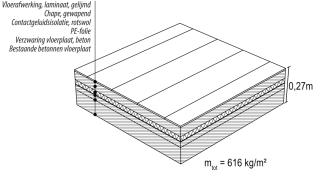 Vloerafwerking, laminaat, gelijmd
Chape, gewapend
Contactgeluidsisolatie, rotswol
PE-folie
Verzwaring vloerplaat, beton
Bestaande betonnen vloerplaat
0,27m
m_tot = 616 kg/m²